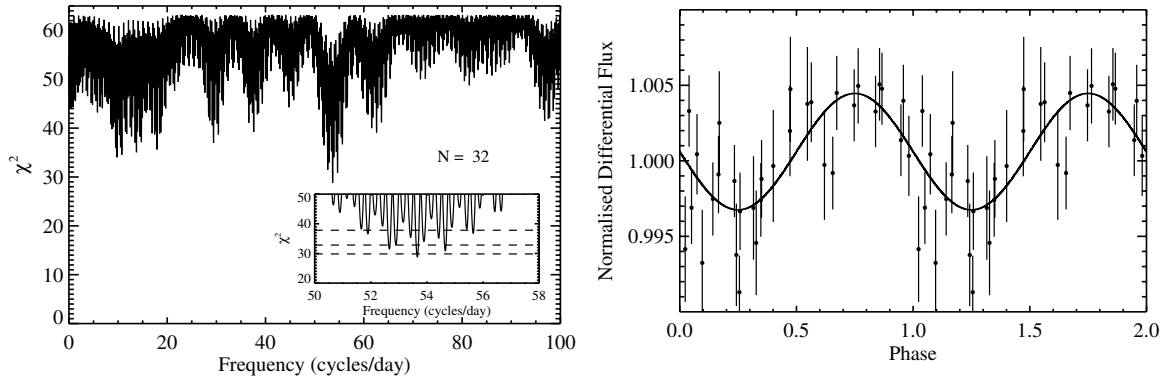 60
50
40
30
20
10
0
χ²
N = 32
50
40
30
20
χ²
50 52 54 56 58
Frequency (cycles/day)
0 20 40 60 80 100
Frequency (cycles/day)
1.005
1.000
0.995
Normalised Differential Flux
0.0 0.5 1.0 1.5 2.0
Phase